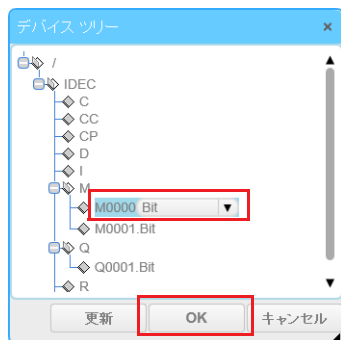 デバイス ツリー ×
/
IDEC
C
CC
CP
D
I
M
M0000 Bit ▼
M0001.Bit
Q
Q0001.Bit
R
更新 OK キャンセル